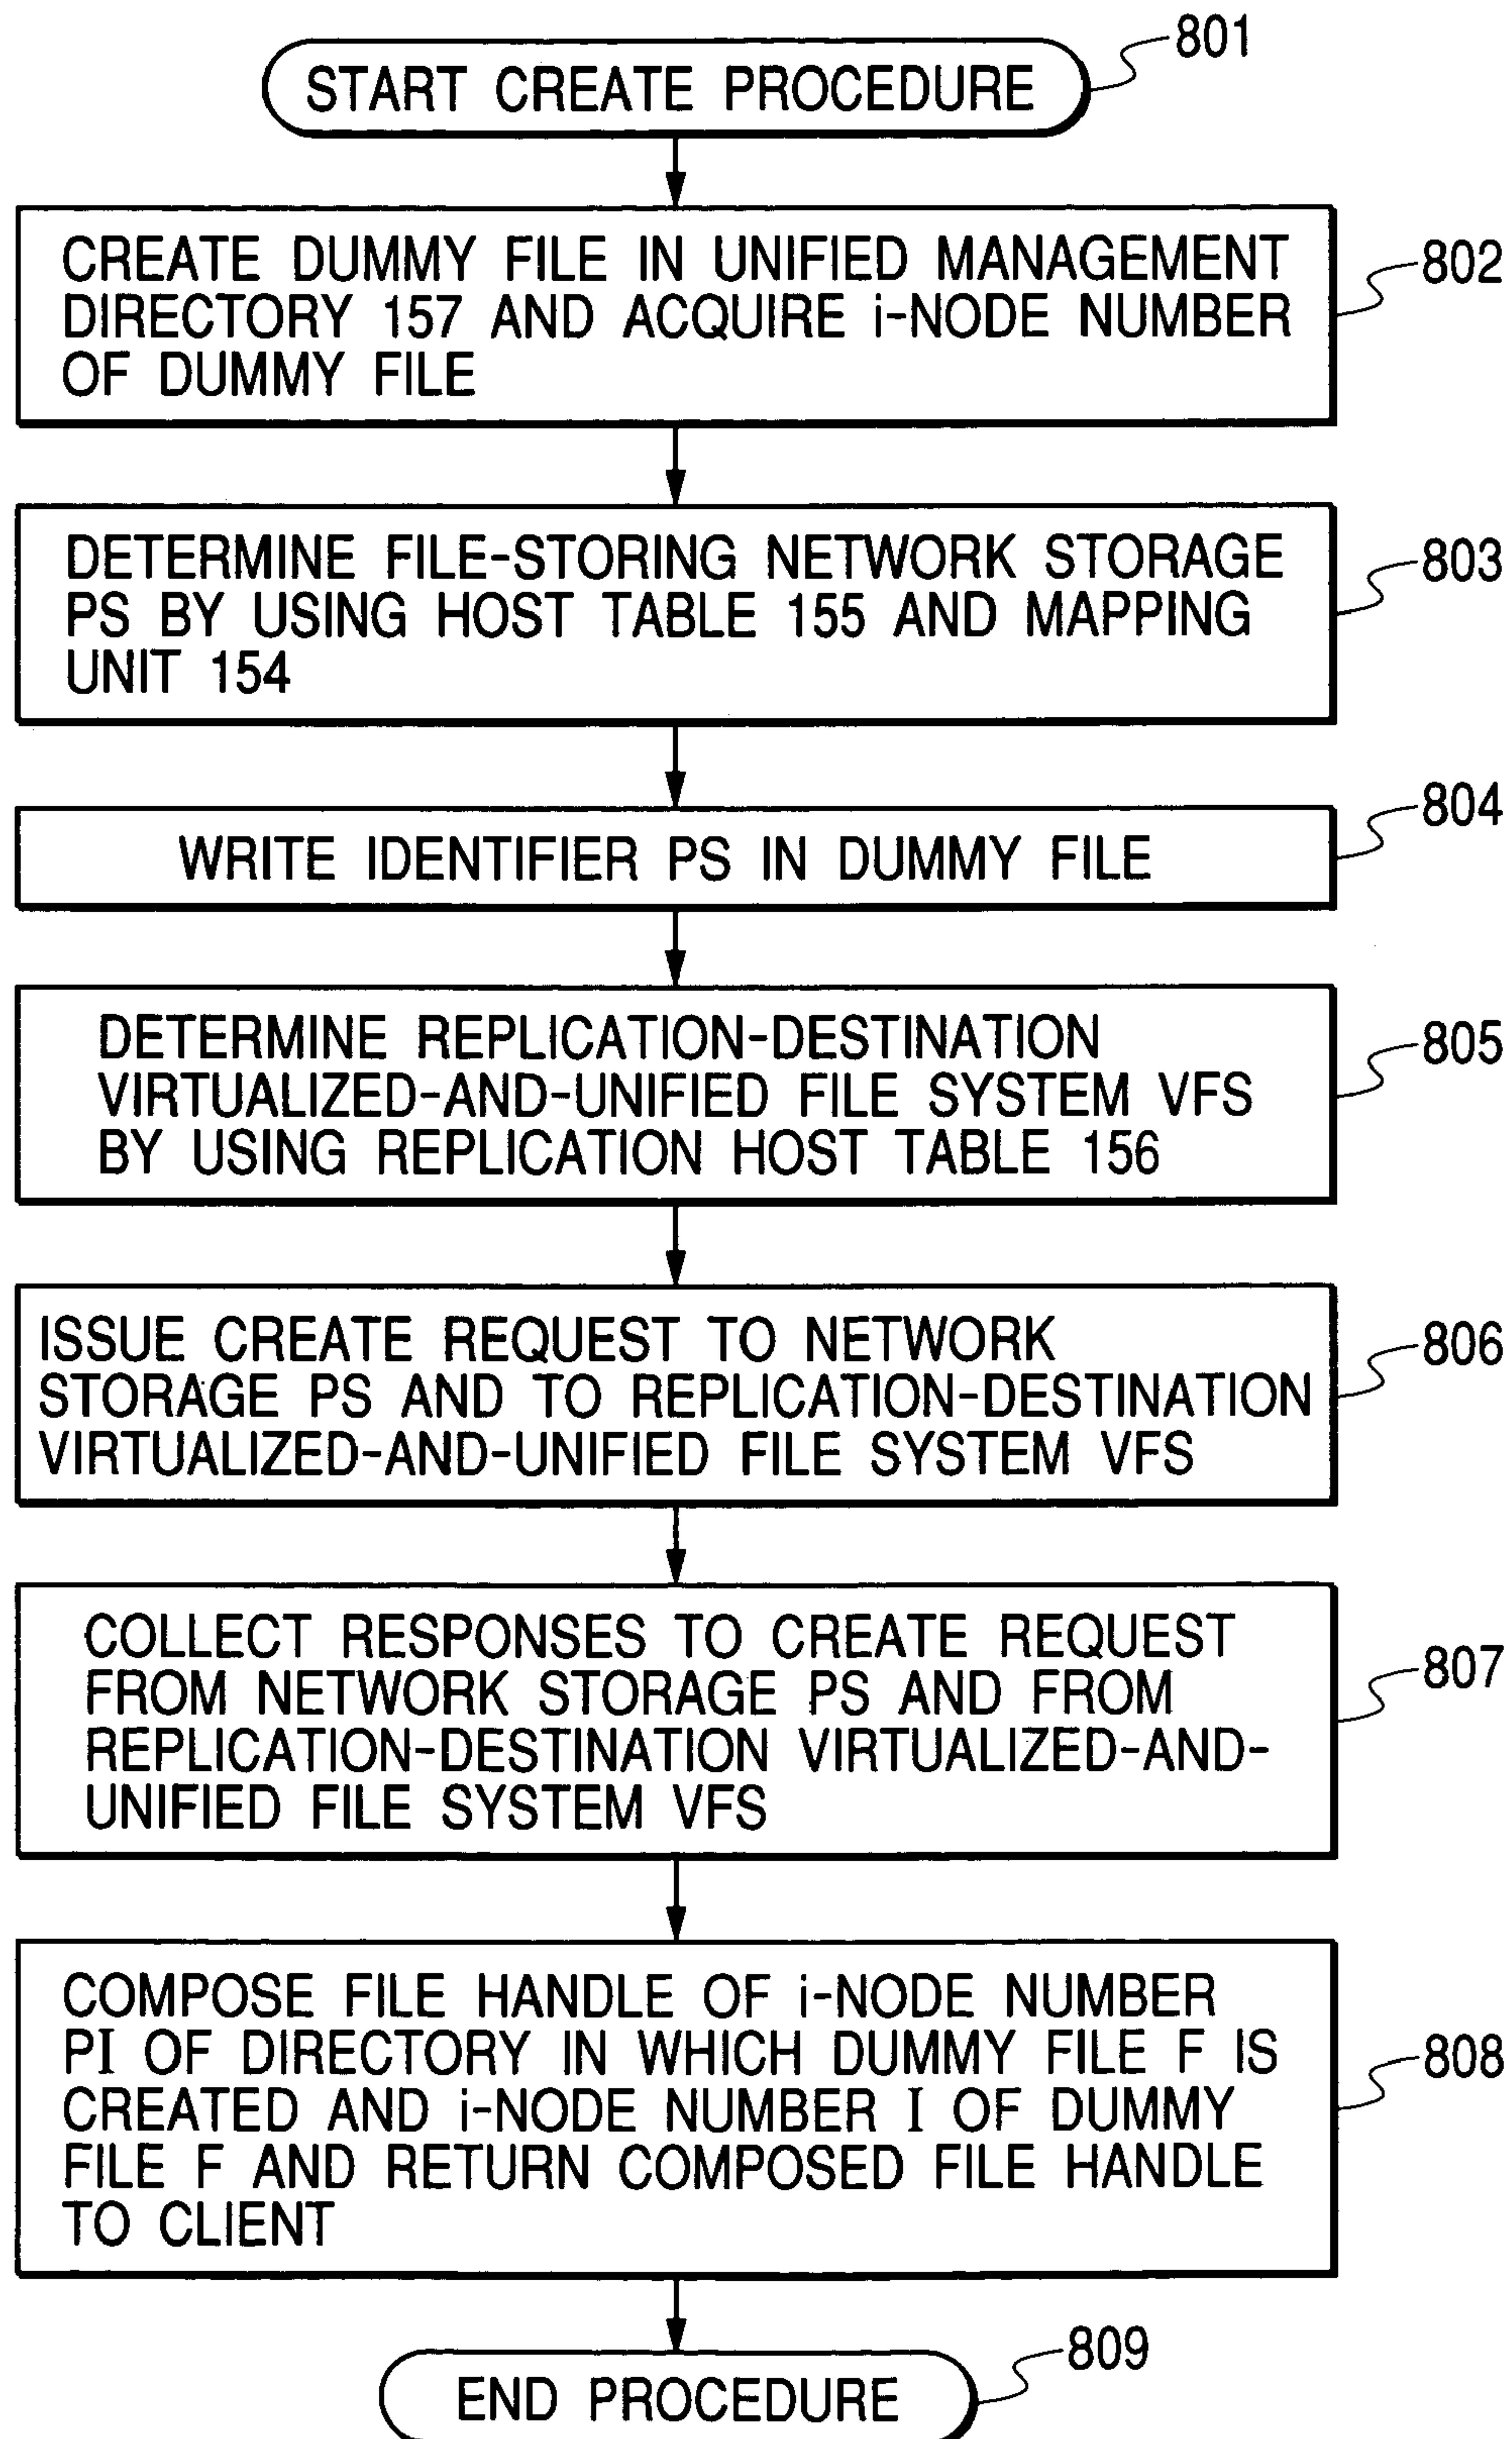 801
START CREATE PROCEDURE
CREATE DUMMY FILE IN UNIFIED MANAGEMENT
DIRECTORY 157 AND ACQUIRE i-NODE NUMBER
OF DUMMY FILE
802
DETERMINE FILE-STORING NETWORK STORAGE
PS BY USING HOST TABLE 155 AND MAPPING
UNIT 154
803
WRITE IDENTIFIER PS IN DUMMY FILE
804
DETERMINE REPLICATION-DESTINATION
VIRTUALIZED-AND-UNIFIED FILE SYSTEM VFS
BY USING REPLICATION HOST TABLE 156
805
ISSUE CREATE REQUEST TO NETWORK
STORAGE PS AND TO REPLICATION-DESTINATION
VIRTUALIZED-AND-UNIFIED FILE SYSTEM VFS
806
COLLECT RESPONSES TO CREATE REQUEST
FROM NETWORK STORAGE PS AND FROM
REPLICATION-DESTINATION VIRTUALIZED-AND-
UNIFIED FILE SYSTEM VFS
807
COMPOSE FILE HANDLE OF i-NODE NUMBER
PI OF DIRECTORY IN WHICH DUMMY FILE F IS
CREATED AND i-NODE NUMBER I OF DUMMY
FILE F AND RETURN COMPOSED FILE HANDLE
TO CLIENT
808
809
END PROCEDURE